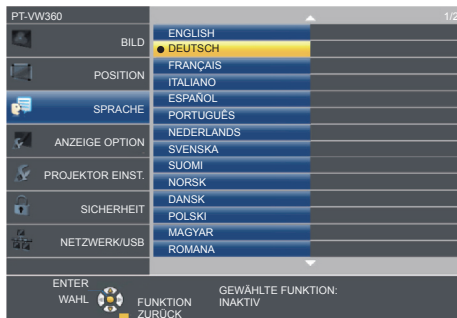 PT-VW360
1/2
BILD
POSITION
SPRACHE
ANZEIGE OPTION
PROJEKTOR EINST.
SICHERHEIT
NETZWERK/USB
ENGLISH
DEUTSCH
FRANÇAIS
ITALIANO
ESPAÑOL
PORTUGUÊS
NEDERLANDS
SVENSKA
SUOMI
NORSK
DANSK
POLSKI
MAGYAR
ROMANA
ENTER
WAHL
FUNKTION
ZURÜCK
GEWÄHLTE FUNKTION:
INAKTIV